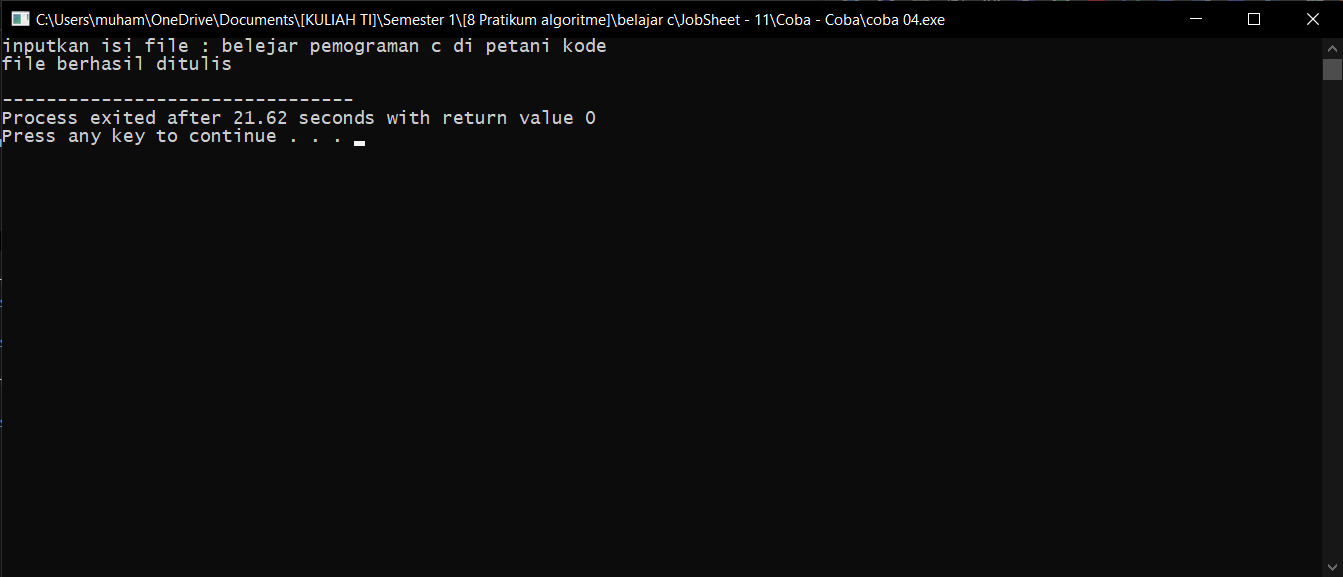 C:\Users\muham\OneDrive\Documents\[KULIAH TI]\Semester 1\[8 Pratikum algoritme]\belajar c\JobSheet - 11\Coba - Coba\coba 04.exe
inputkan isi file : belejar pemograman c di petani kode
file berhasil ditulis
--------------------------------
Process exited after 21.62 seconds with return value 0
Press any key to continue . . .